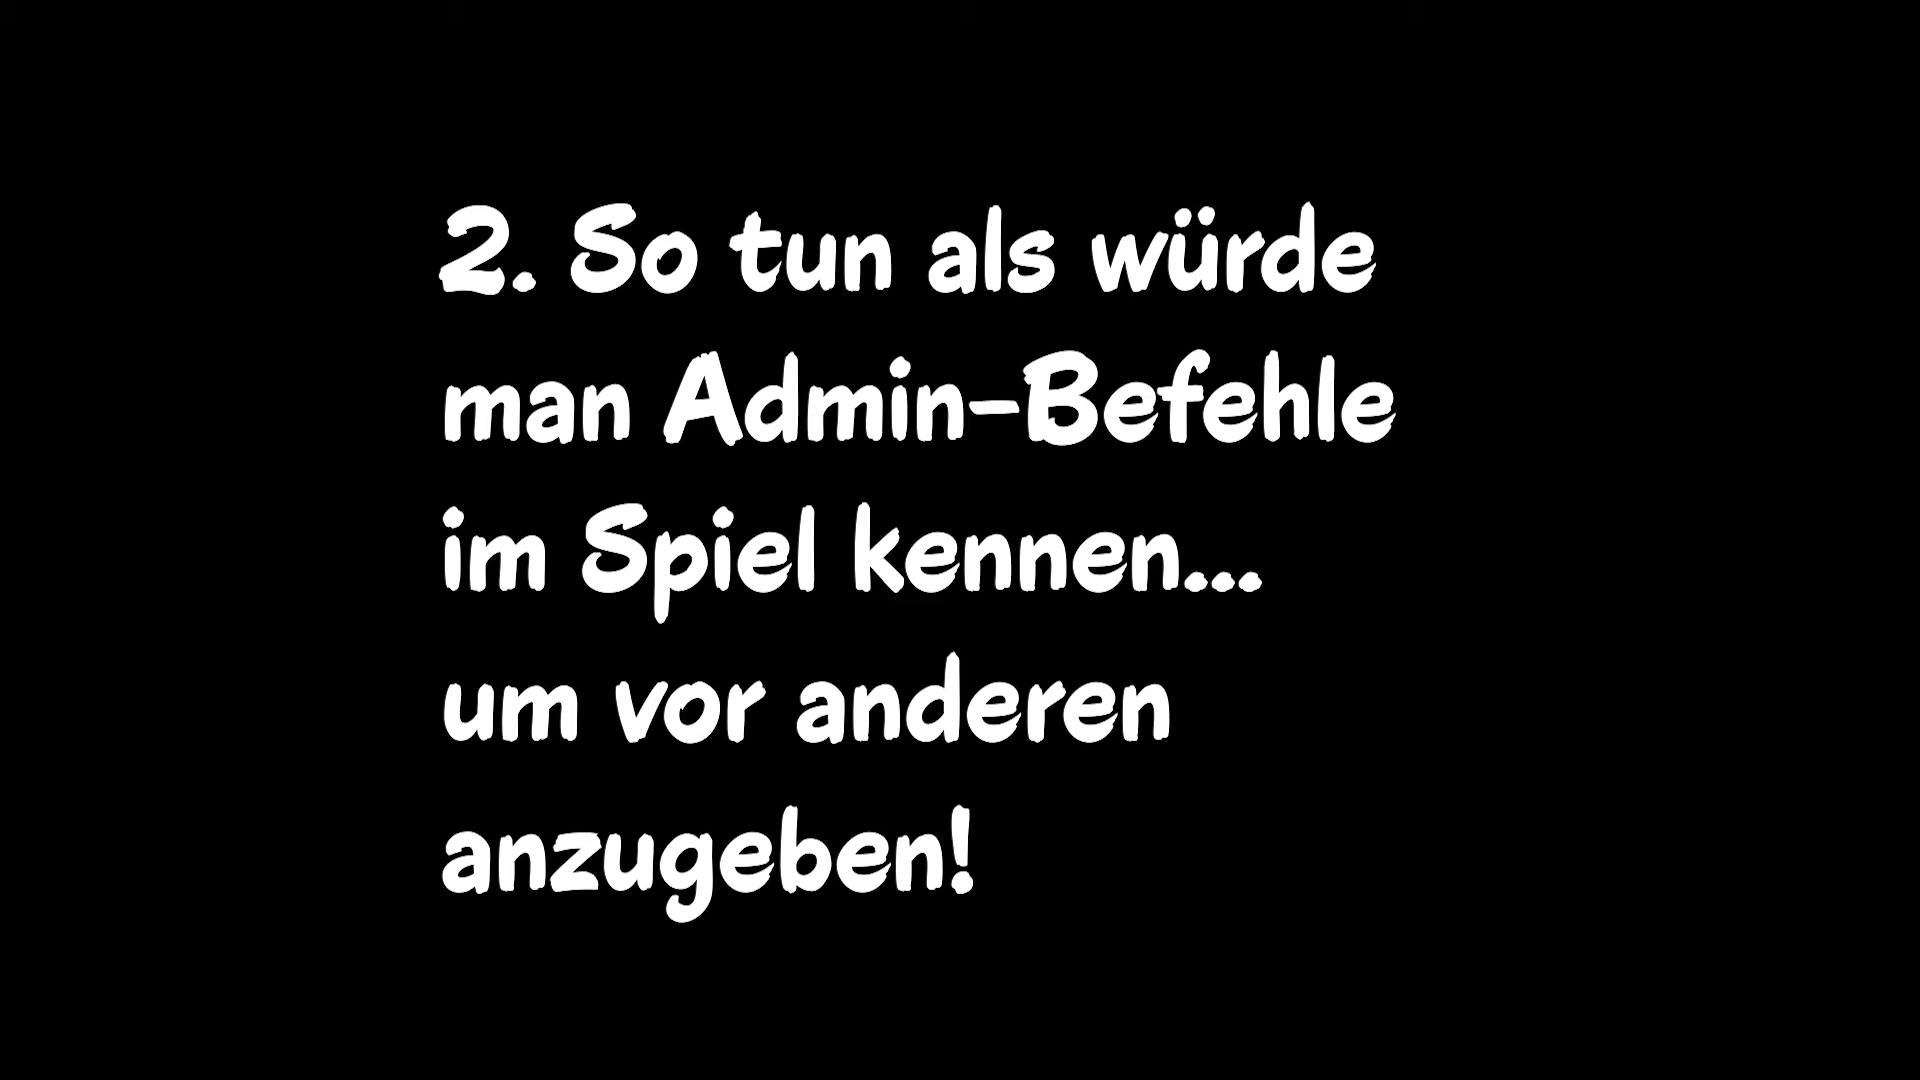 2. So tun als würde
man Admin-Befehle
im Spiel kennen...
um vor anderen
anzugeben!